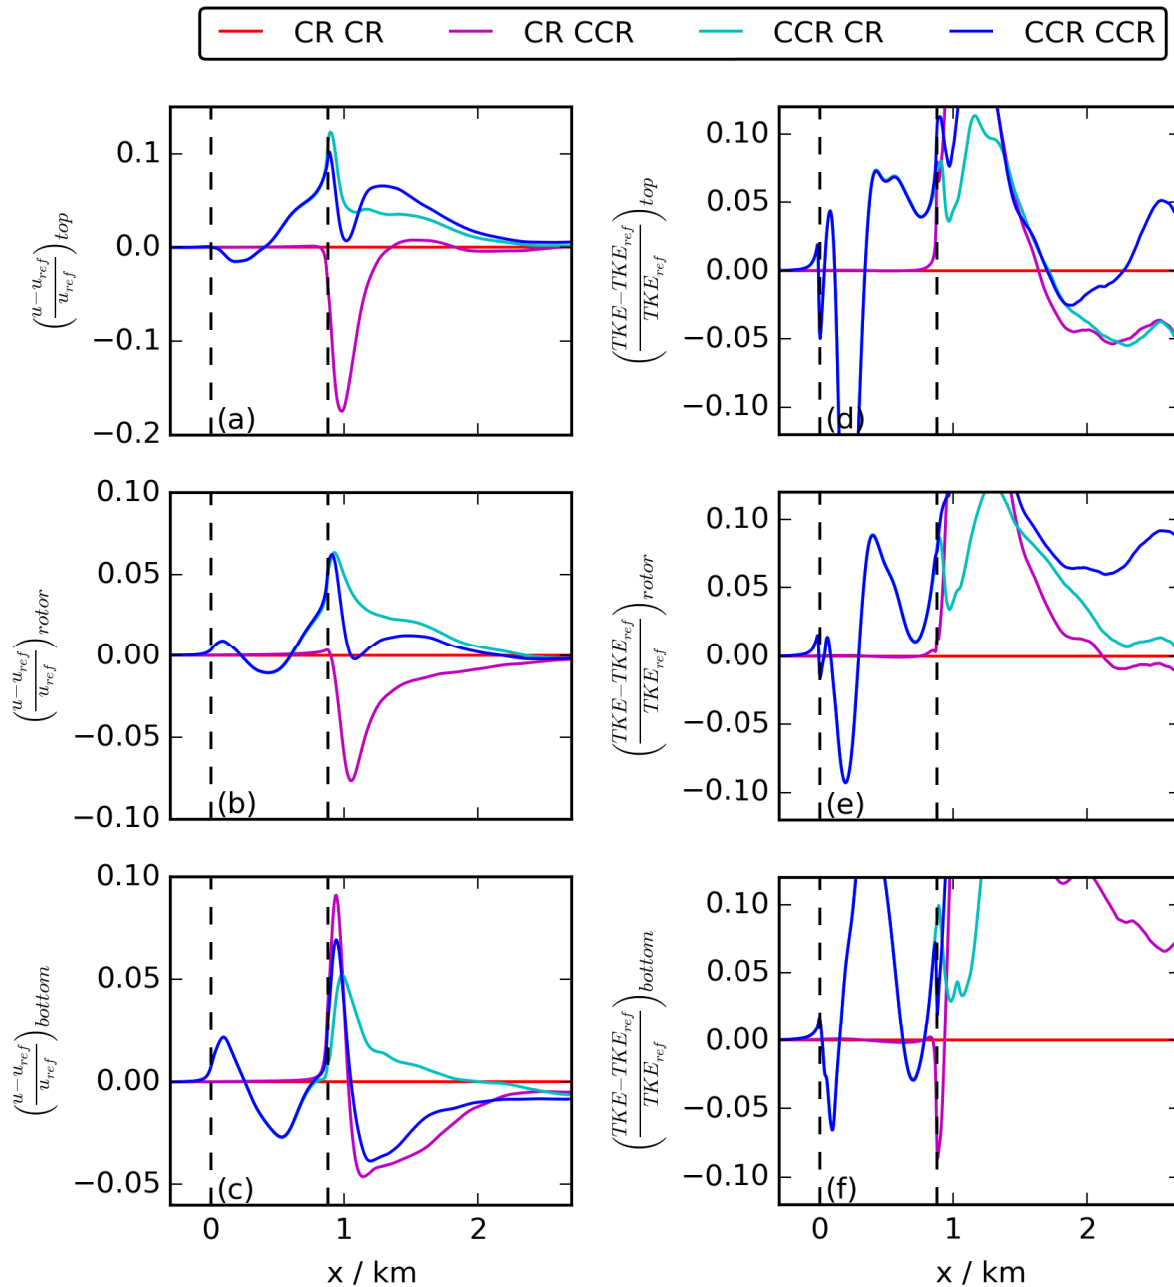 CR CR CR CCR CCR CR CCR CCR
0.1
0.0
−0.1
−0.2
(u−u_ref / u_ref)_top
(a)
0.10
0.05
0.00
−0.05
−0.10
(TKE−TKE_ref / TKE_ref)_top
(d)
0.10
0.05
0.00
−0.05
−0.10
(u−u_ref / u_ref)_rotor
(b)
0.10
0.05
0.00
−0.05
−0.10
(TKE−TKE_ref / TKE_ref)_rotor
(e)
0.10
0.05
0.00
−0.05
(u−u_ref / u_ref)_bottom
(c)
0 1 2
x / km
0.10
0.05
0.00
−0.05
−0.10
(TKE−TKE_ref / TKE_ref)_bottom
(f)
0 1 2
x / km